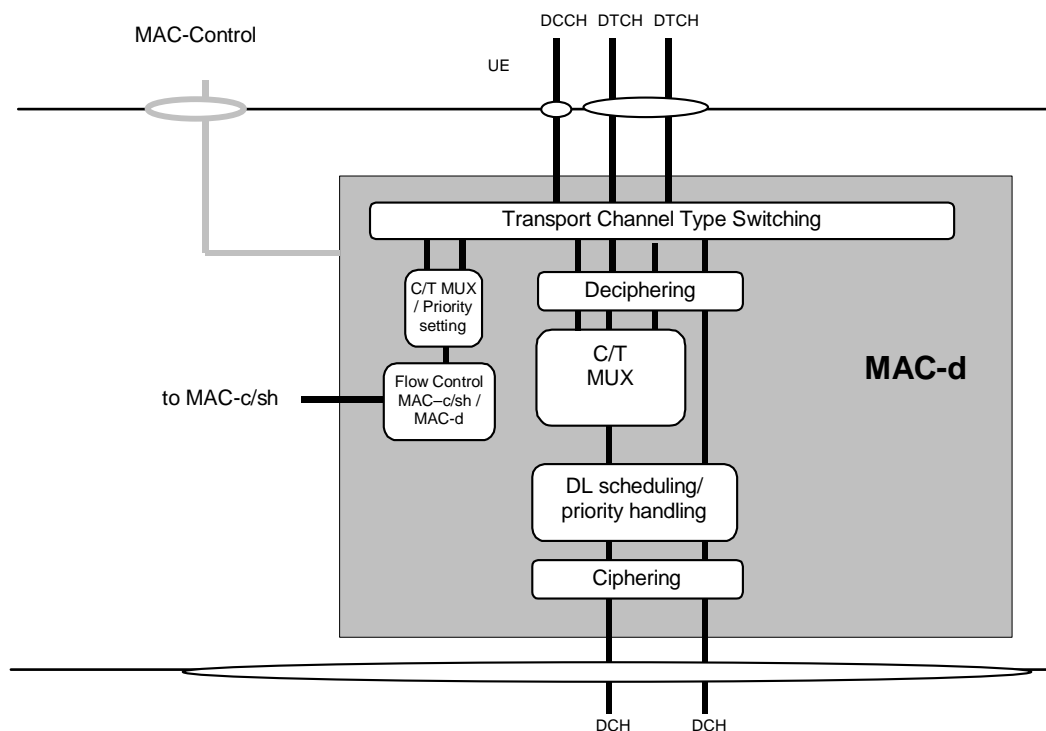 DCCH DTCH DTCH
MAC-Control
UE
Transport Channel Type Switching
C/T MUX
/ Priority
setting
Deciphering
C/T
MUX
MAC-d
Flow Control
MAC–c/sh /
MAC-d
to MAC-c/sh
DL scheduling/
priority handling
Ciphering
DCH DCH